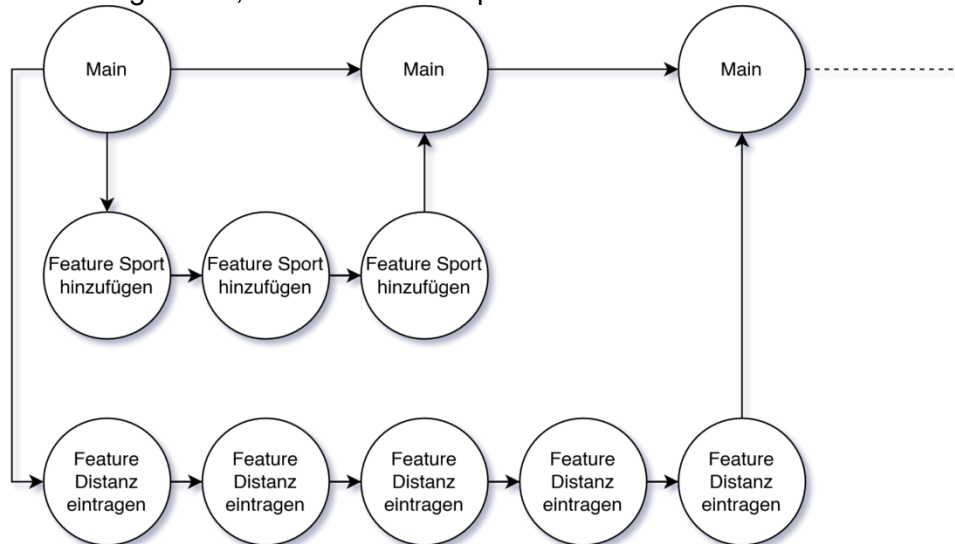 Main
Main
Main
Feature Sport
hinzufügen
Feature Sport
hinzufügen
Feature Sport
hinzufügen
Feature
Distanz
eintragen
Feature
Distanz
eintragen
Feature
Distanz
eintragen
Feature
Distanz
eintragen
Feature
Distanz
eintragen